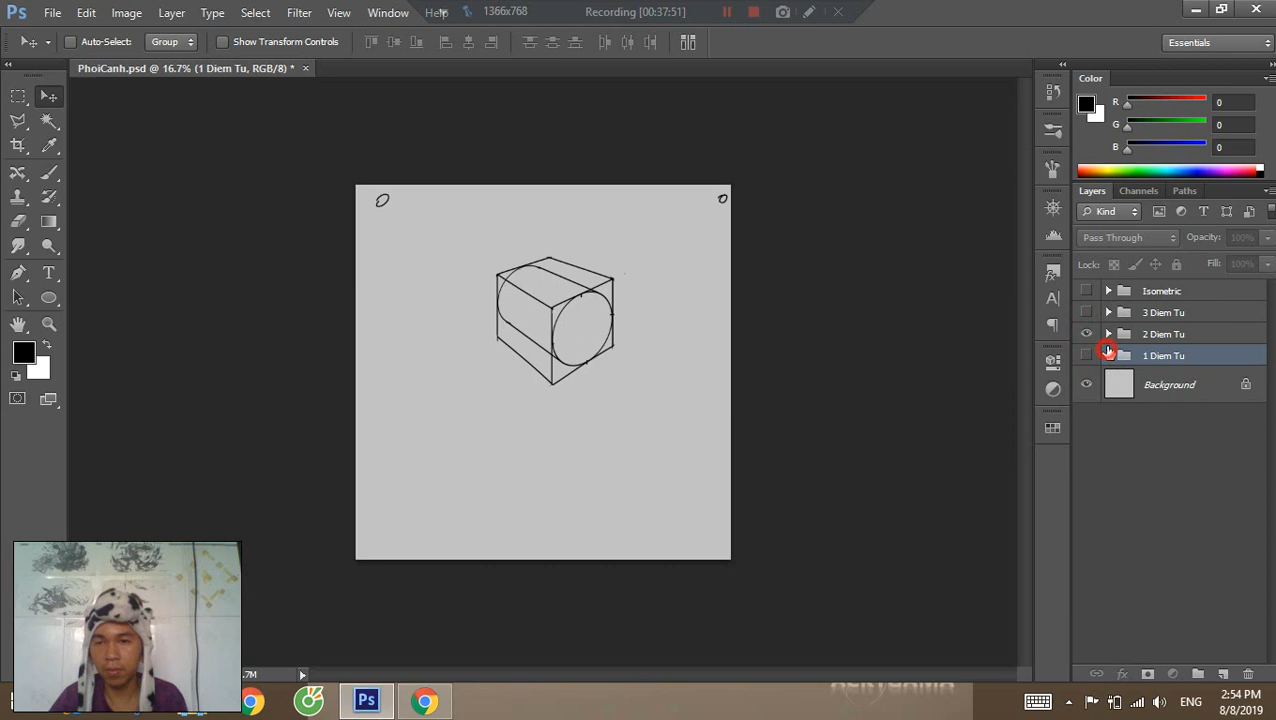 Ps File Edit Image Layer Type Select Filter View Window Help 1366x768 Recording [00:37:51]
Auto-Select: Group Show Transform Controls Essentials
PhoiCanh.psd @ 16.7% (1 Diem Tu, RGB/8) * ×
Color
R 0
G 0
B 0
Layers Channels Paths
Kind
Pass Through Opacity: 100%
Lock: Fill: 100%
Isometric
3 Diem Tu
2 Diem Tu
1 Diem Tu
Background
.7M
Ps ENG 2:54 PM
8/8/2019